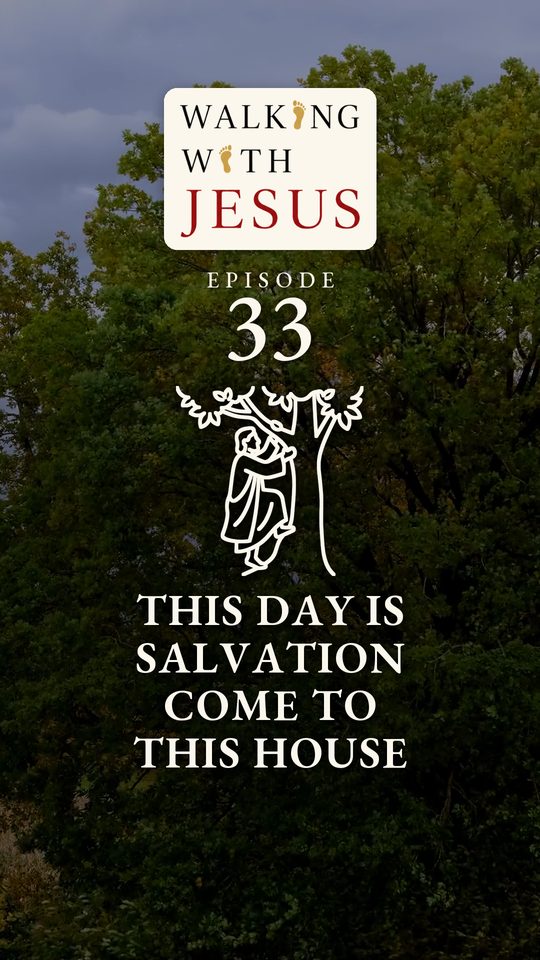 WALKING
WITH
JESUS
EPISODE
33
THIS DAY IS
SALVATION
COME TO
THIS HOUSE